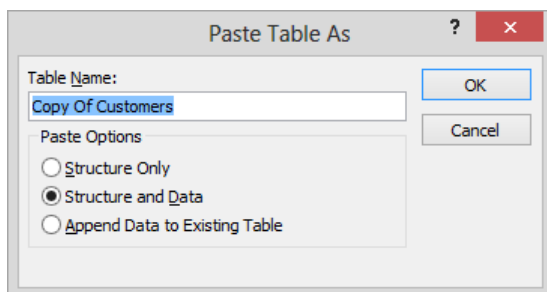 Paste Table As
?
×
Table Name:
Copy Of Customers
Paste Options
Structure Only
Structure and Data
Append Data to Existing Table
OK
Cancel